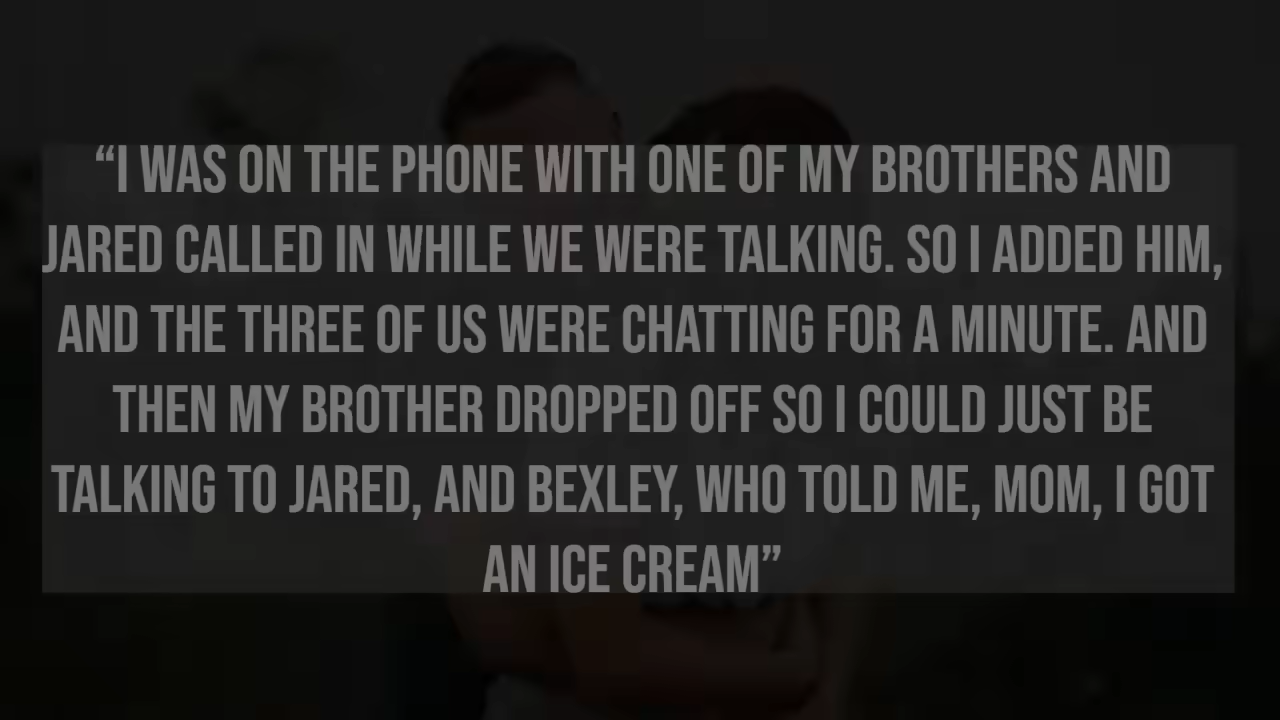 “I WAS ON THE PHONE WITH ONE OF MY BROTHERS AND
JARED CALLED IN WHILE WE WERE TALKING. SO I ADDED HIM,
AND THE THREE OF US WERE CHATTING FOR A MINUTE. AND
THEN MY BROTHER DROPPED OFF SO I COULD JUST BE
TALKING TO JARED, AND BEXLEY, WHO TOLD ME, MOM, I GOT
AN ICE CREAM”